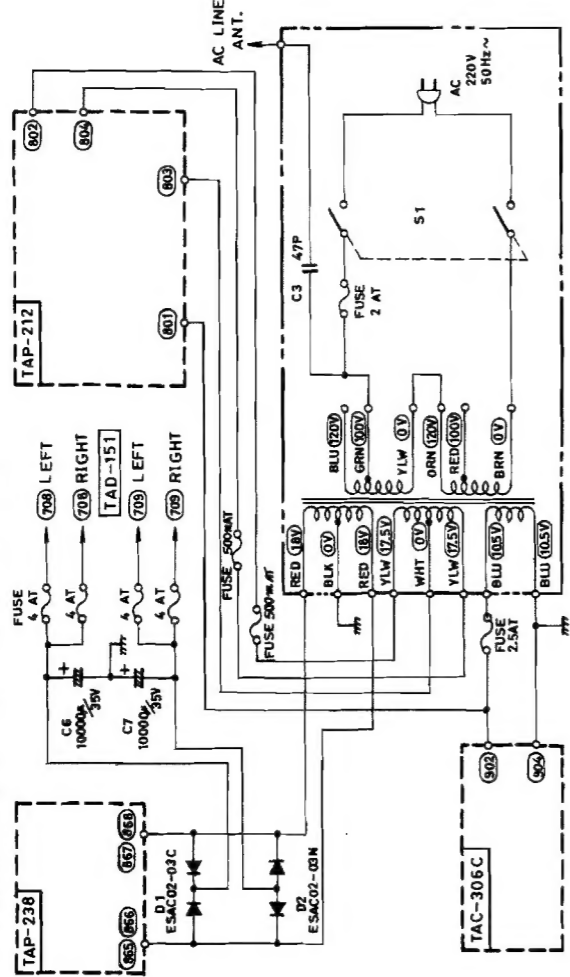 TAP-238
865 866
867 868
D1
ESAC02-03C
D2
ESAC02-03N
C6
10000μ/35V
C7
10000μ/35V
FUSE
4 AT
4 AT
4 AT
4 AT
708 LEFT
708 RIGHT
TAD-151
709 LEFT
709 RIGHT
TAP-212
801
803
802
804
FUSE 500mAT
FUSE 500mAT
AC LINE
ANT.
AC
220V
50Hz~
S1
C3 47P
FUSE
2 AT
BLU 120V
GRN 100V
YLW 0V
ORN 120V
RED 100V
BRN 0V
RED 18V
BLK 0V
RED 18V
YLW 17.5V
WHT 0V
YLW 17.5V
BLU 10.5V
BLU 10.5V
FUSE
2.5AT
TAC-306C
902
904